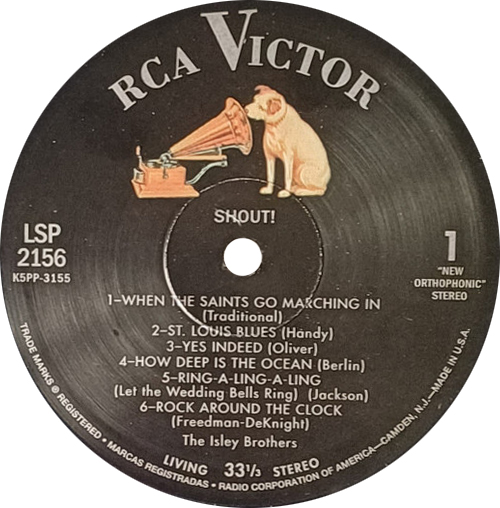 RCA VICTOR
SHOUT!
LSP
2156
K5PP-3155
1
"NEW
ORTHOPHONIC"
STEREO
1–WHEN THE SAINTS GO MARCHING IN
(Traditional)
2–ST. LOUIS BLUES (Handy)
3–YES INDEED (Oliver)
4–HOW DEEP IS THE OCEAN (Berlin)
5–RING-A-LING-A-LING
(Let the Wedding Bells Ring) (Jackson)
6–ROCK AROUND THE CLOCK
(Freedman-DeKnight)
The Isley Brothers
LIVING 33⅓ STEREO
TRADE MARKS ® REGISTERED • MARCAS REGISTRADAS • RADIO CORPORATION OF AMERICA—CAMDEN, N.J.—MADE IN U.S.A.